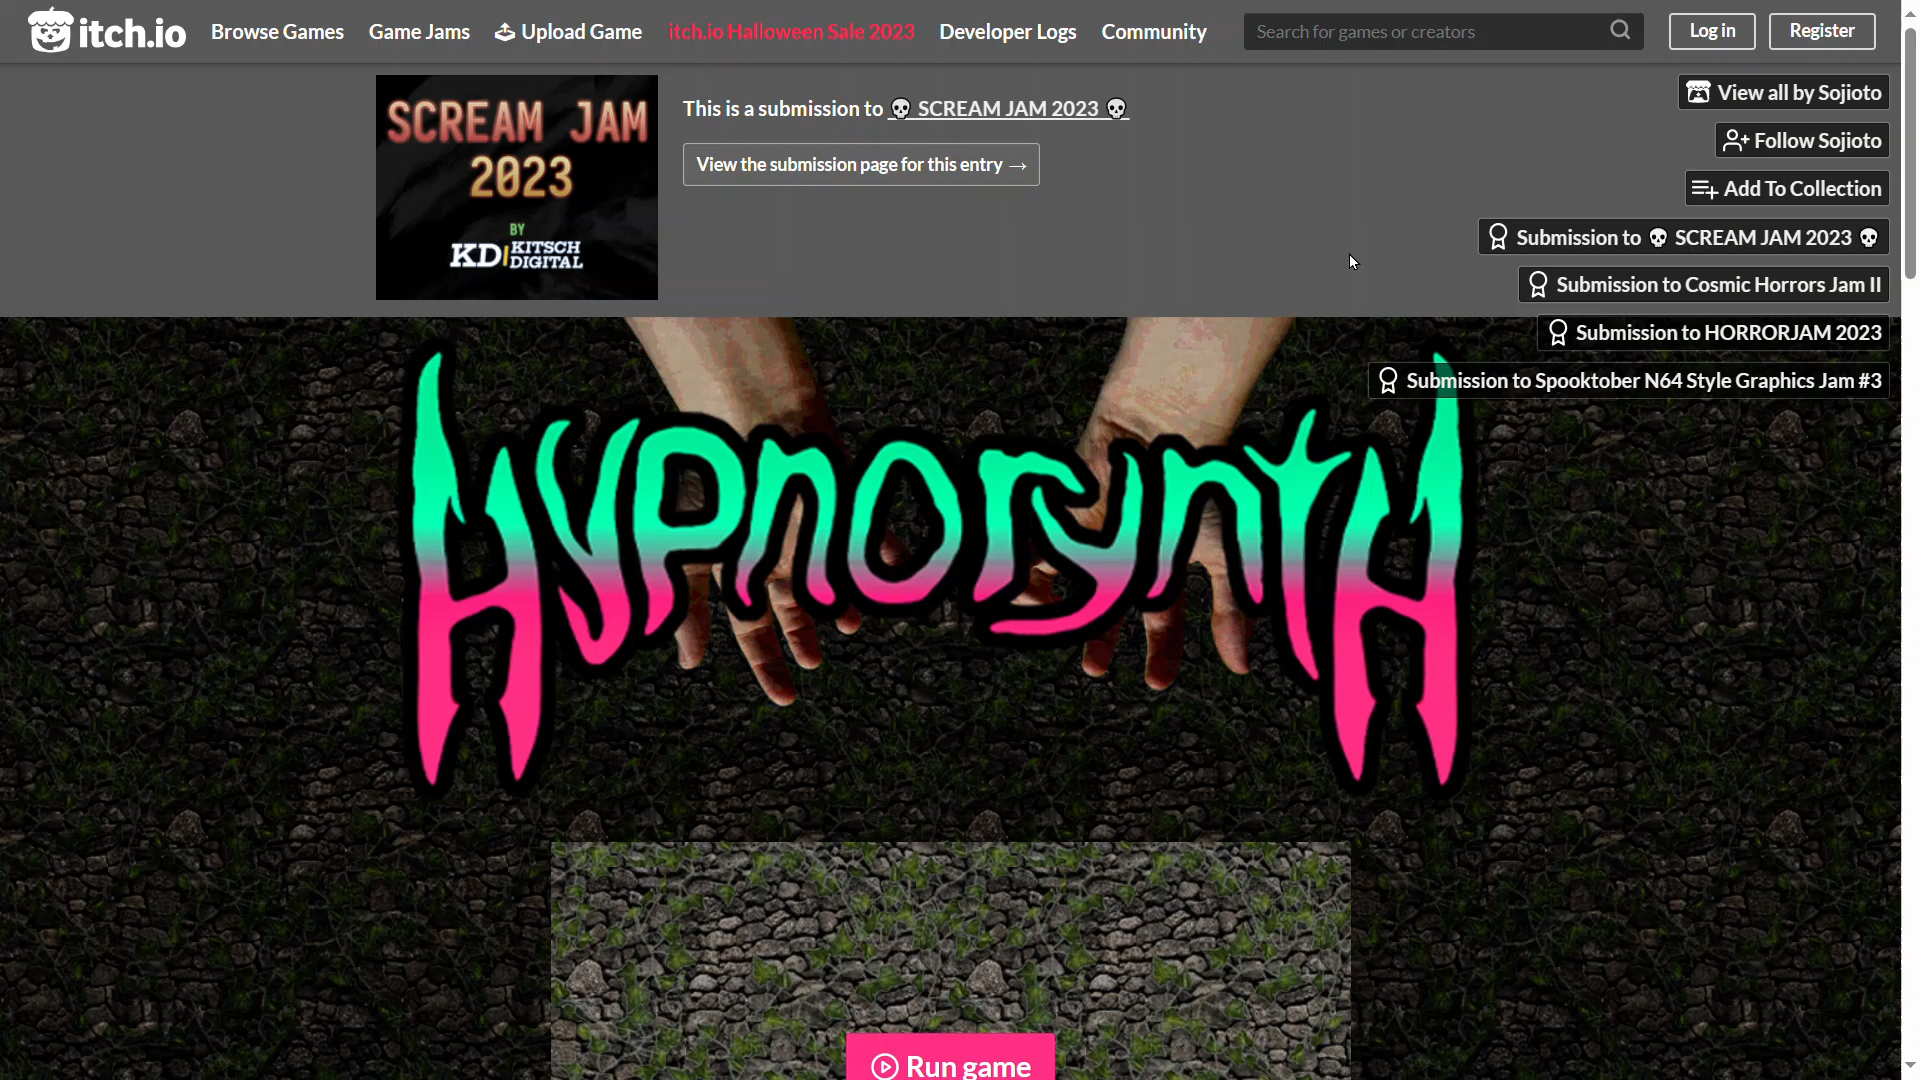 itch.io
Browse Games
Game Jams
Upload Game
itch.io Halloween Sale 2023
Developer Logs
Community
Search for games or creators
Log in
Register
SCREAM JAM
2023
BY
KD KITSCH
DIGITAL
This is a submission to 💀 SCREAM JAM 2023 💀
View the submission page for this entry →
View all by Sojioto
Follow Sojioto
Add To Collection
Submission to 💀 SCREAM JAM 2023 💀
Submission to Cosmic Horrors Jam II
Submission to HORRORJAM 2023
Submission to Spooktober N64 Style Graphics Jam #3
HypnoryntH
Run game